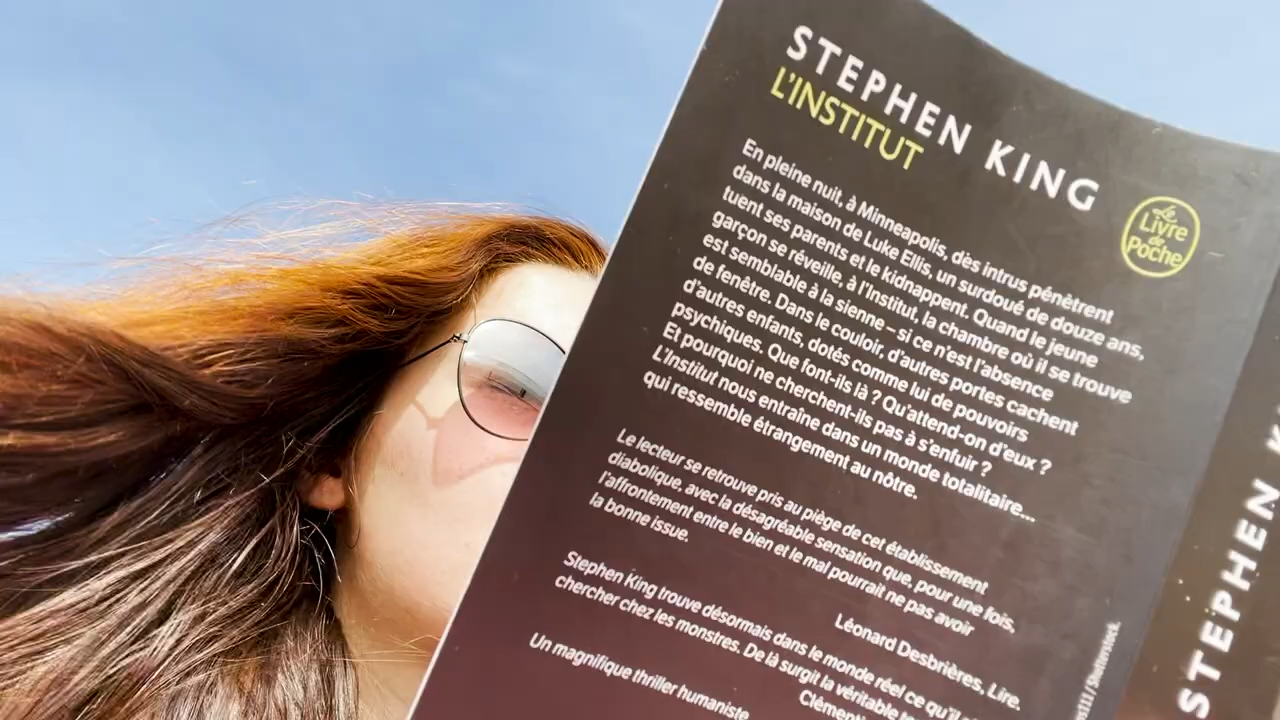 STEPHEN KING
L'INSTITUT
Le
Livre
de
Poche
En pleine nuit, à Minneapolis, des intrus pénètrent
dans la maison de Luke Ellis, un surdoué de douze ans,
tuent ses parents et le kidnappent. Quand le jeune
garçon se réveille, à l'Institut, la chambre où il se trouve
est semblable à la sienne – si ce n'est l'absence
de fenêtre. Dans le couloir, d'autres portes cachent
d'autres enfants, dotés comme lui de pouvoirs
psychiques. Que font-ils là ? Qu'attend-on d'eux ?
Et pourquoi ne cherchent-ils pas à s'enfuir ?
L'Institut nous entraîne dans un monde totalitaire...
qui ressemble étrangement au nôtre.
Le lecteur se retrouve pris au piège de cet établissement
diabolique, avec la désagréable sensation que, pour une fois,
l'affrontement entre le bien et le mal pourrait ne pas avoir
la bonne issue.
Léonard Desbrières, Lire.
Stephen King trouve désormais dans le monde réel ce qu'il
chercher chez les monstres. De là surgit la véritable
Un magnifique thriller humaniste
/ Shutterstock.
STEPHEN